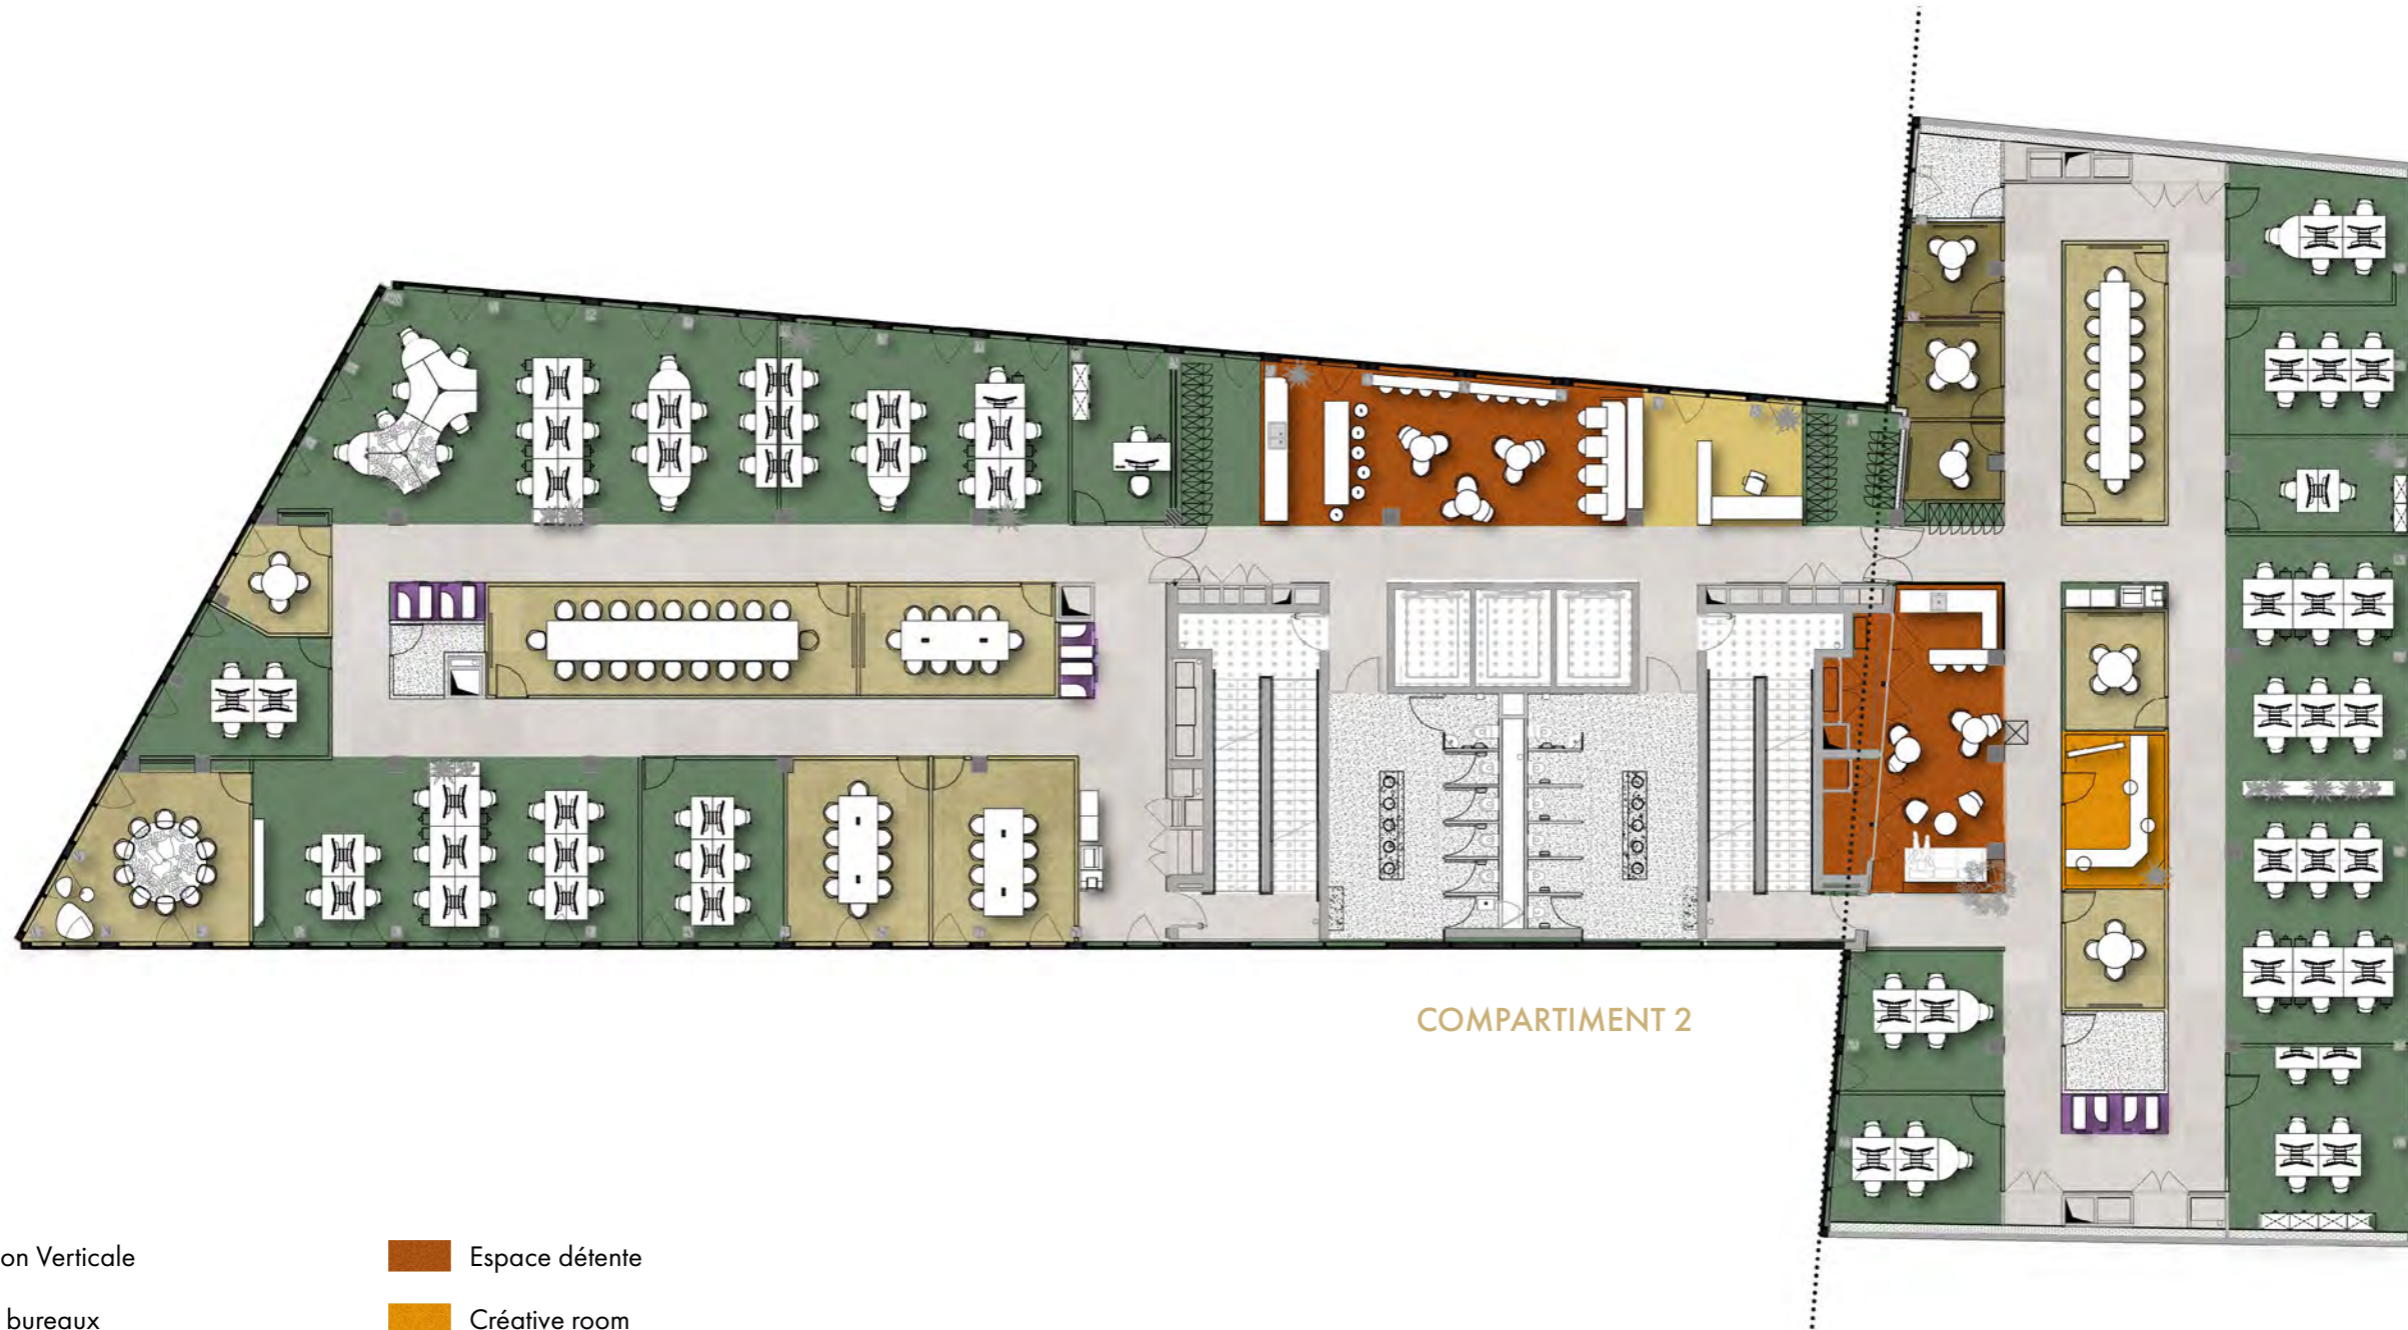 COMPARTIMENT 2
on Verticale
Espace détente
bureaux
Créative room